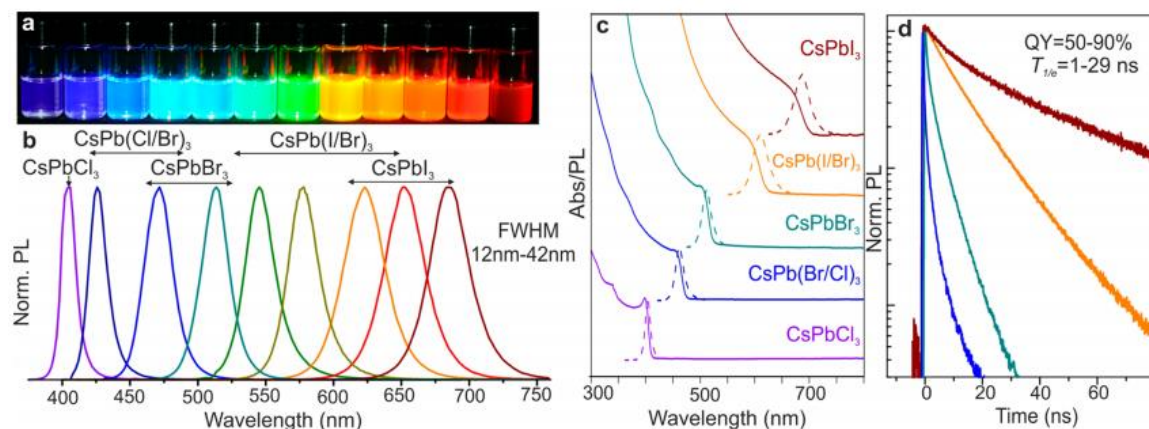 a
b
CsPb(Cl/Br)₃
CsPb(I/Br)₃
CsPbCl₃
CsPbBr₃
CsPbI₃
FWHM
12nm-42nm
Norm. PL
400 450 500 550 600 650 700 750
Wavelength (nm)
c
CsPbI₃
CsPb(I/Br)₃
CsPbBr₃
CsPb(Br/Cl)₃
CsPbCl₃
Abs/PL
300 500 700
Wavelength (nm)
d
QY=50-90%
T1/e=1-29 ns
Norm. PL
0 20 40 60 80
Time (ns)